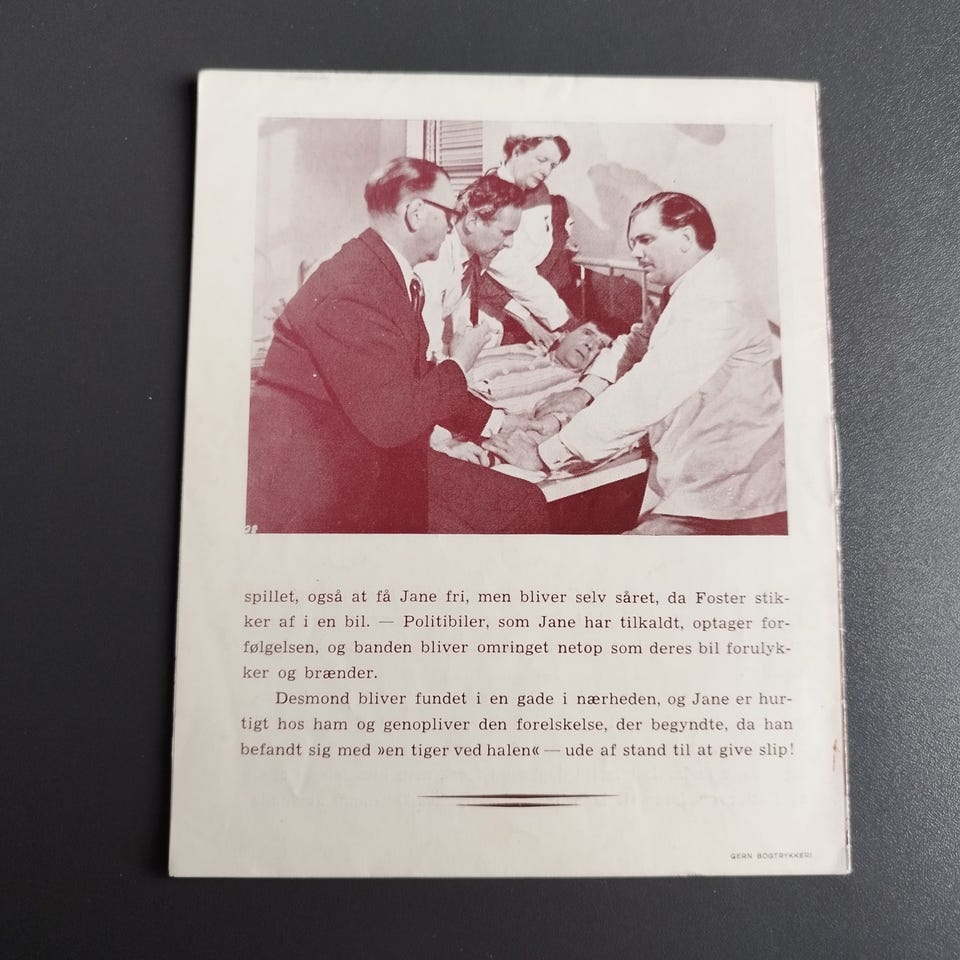 28
spillet, også at få Jane fri, men bliver selv såret, da Foster stik-
ker af i en bil. — Politibiler, som Jane har tilkaldt, optager for-
følgelsen, og banden bliver omringet netop som deres bil forulyk-
ker og brænder.
Desmond bliver fundet i en gade i nærheden, og Jane er hur-
tigt hos ham og genopliver den forelskelse, der begyndte, da han
befandt sig med »en tiger ved halen« — ude af stand til at give slip!
GERN BOGTRYKKERI